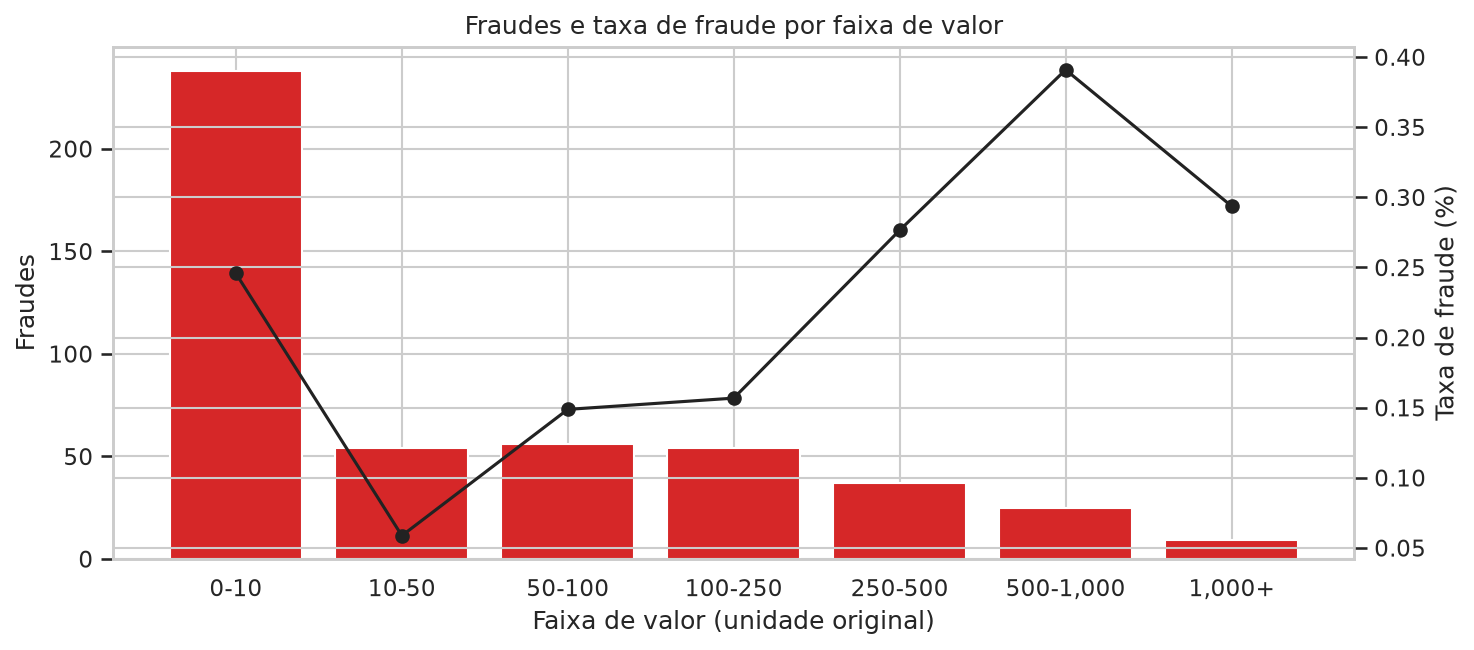 Fraudes e taxa de fraude por faixa de valor
Fraudes
200
150
100
50
0
0.40
0.35
0.30
0.25
0.20
0.15
0.10
0.05
Taxa de fraude (%)
0-10 10-50 50-100 100-250 250-500 500-1,000 1,000+
Faixa de valor (unidade original)